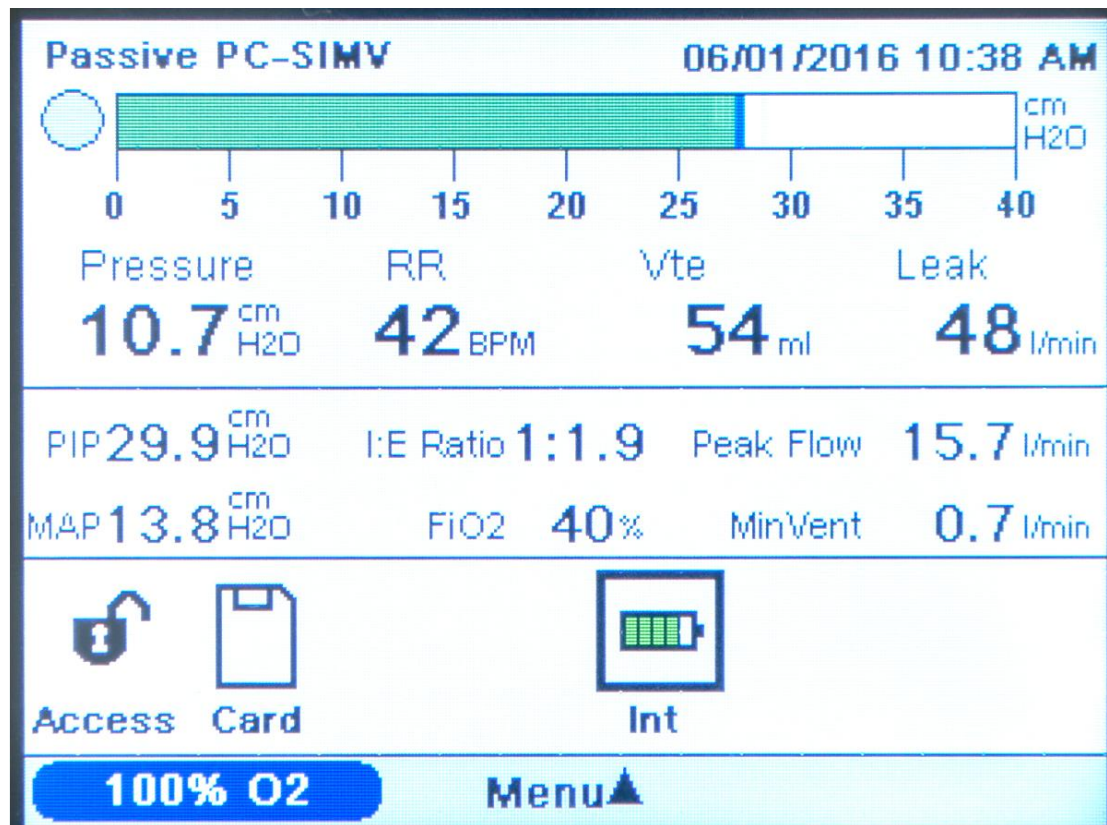 Passive PC-SIMV 06/01/2016 10:38 AM
cm
H2O
0 5 10 15 20 25 30 35 40
Pressure RR Vte Leak
10.7 cm H2O 42 BPM 54 ml 48 l/min
PIP 29.9 cm H2O I:E Ratio 1:1.9 Peak Flow 15.7 l/min
MAP 13.8 cm H2O FiO2 40% MinVent 0.7 l/min
Access Card Int
100% O2 Menu